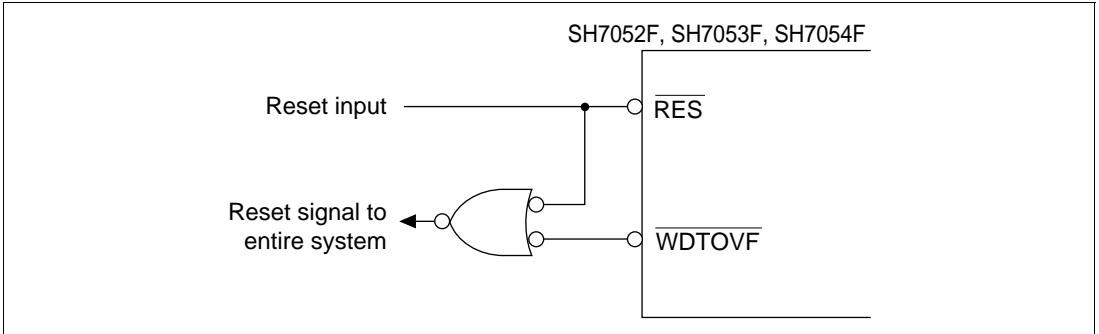 SH7052F, SH7053F, SH7054F
Reset input
RES
Reset signal to
entire system
WDTOVF